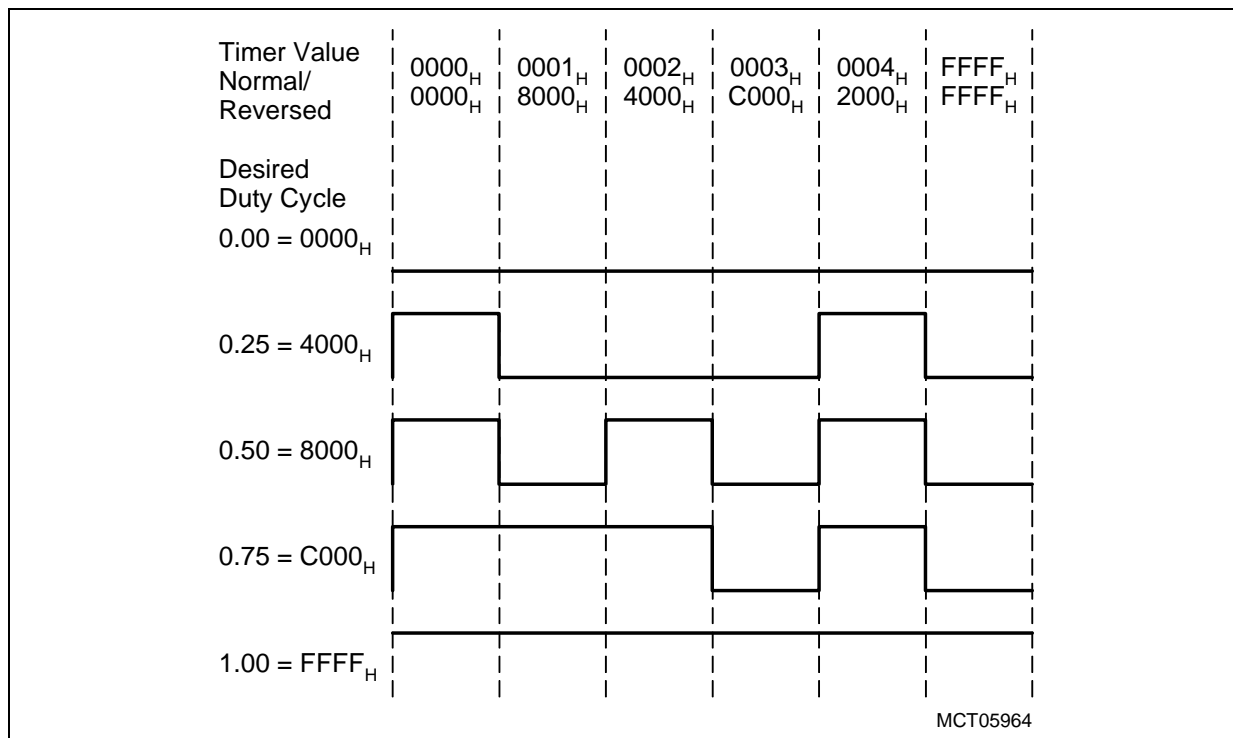 Timer Value
Normal/
Reversed
0000H 0001H 0002H 0003H 0004H FFFFH
0000H 8000H 4000H C000H 2000H FFFFH
Desired
Duty Cycle
0.00 = 0000H
0.25 = 4000H
0.50 = 8000H
0.75 = C000H
1.00 = FFFFH
MCT05964